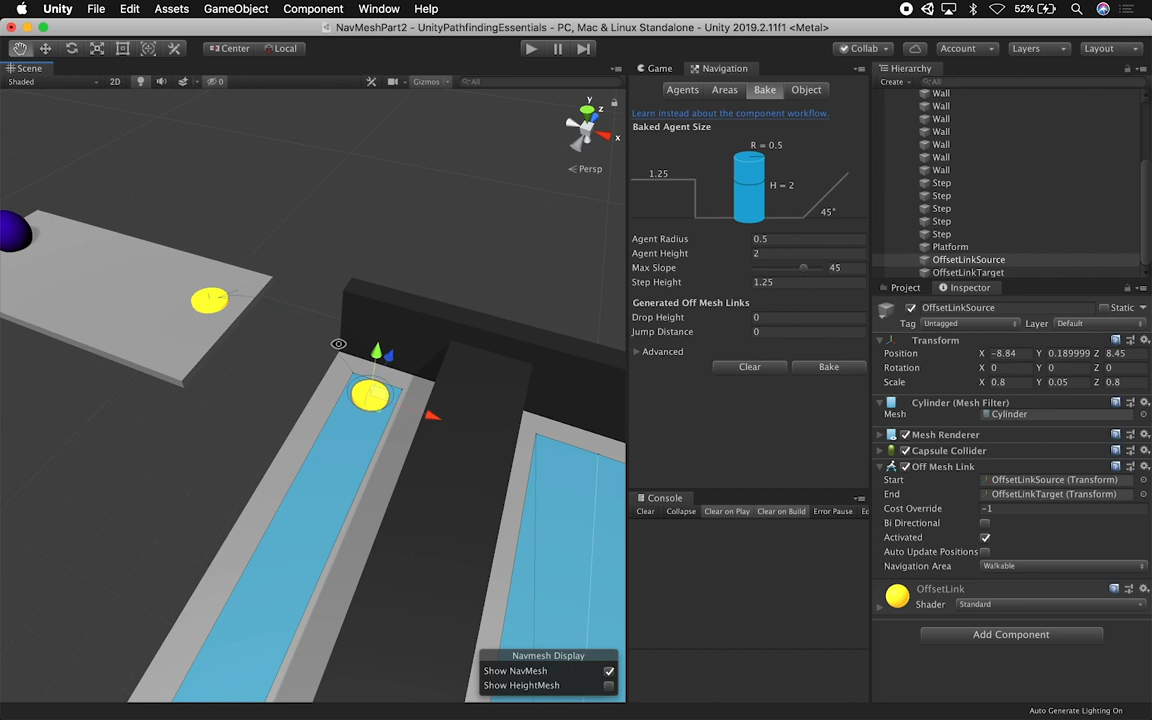 Unity File Edit Assets GameObject Component Window Help 52%
NavMeshPart2 - UnityPathfindingEssentials - PC, Mac & Linux Standalone - Unity 2019.2.11f1 <Metal>
Center Local Collab Account Layers Layout
Scene
Shaded 2D 0 Gizmos All
y
z
x
Persp
Game Navigation
Agents Areas Bake Object
Learn instead about the component workflow.
Baked Agent Size
R = 0.5
1.25
H = 2
45°
Agent Radius 0.5
Agent Height 2
Max Slope 45
Step Height 1.25
Generated Off Mesh Links
Drop Height 0
Jump Distance 0
Advanced
Clear Bake
Console
Clear Collapse Clear on Play Clear on Build Error Pause
Navmesh Display
Show NavMesh
Show HeightMesh
Hierarchy
Create All
Wall
Wall
Wall
Wall
Wall
Wall
Wall
Step
Step
Step
Step
Step
Platform
OffsetLinkSource
OffsetLinkTarget
Project Inspector
OffsetLinkSource Static
Tag Untagged Layer Default
Transform
Position X -8.84 Y 0.189999 Z 8.45
Rotation X 0 Y 0 Z 0
Scale X 0.8 Y 0.05 Z 0.8
Cylinder (Mesh Filter)
Mesh Cylinder
Mesh Renderer
Capsule Collider
Off Mesh Link
Start OffsetLinkSource (Transform)
End OffsetLinkTarget (Transform)
Cost Override -1
Bi Directional
Activated
Auto Update Positions
Navigation Area Walkable
OffsetLink
Shader Standard
Add Component
Auto Generate Lighting On